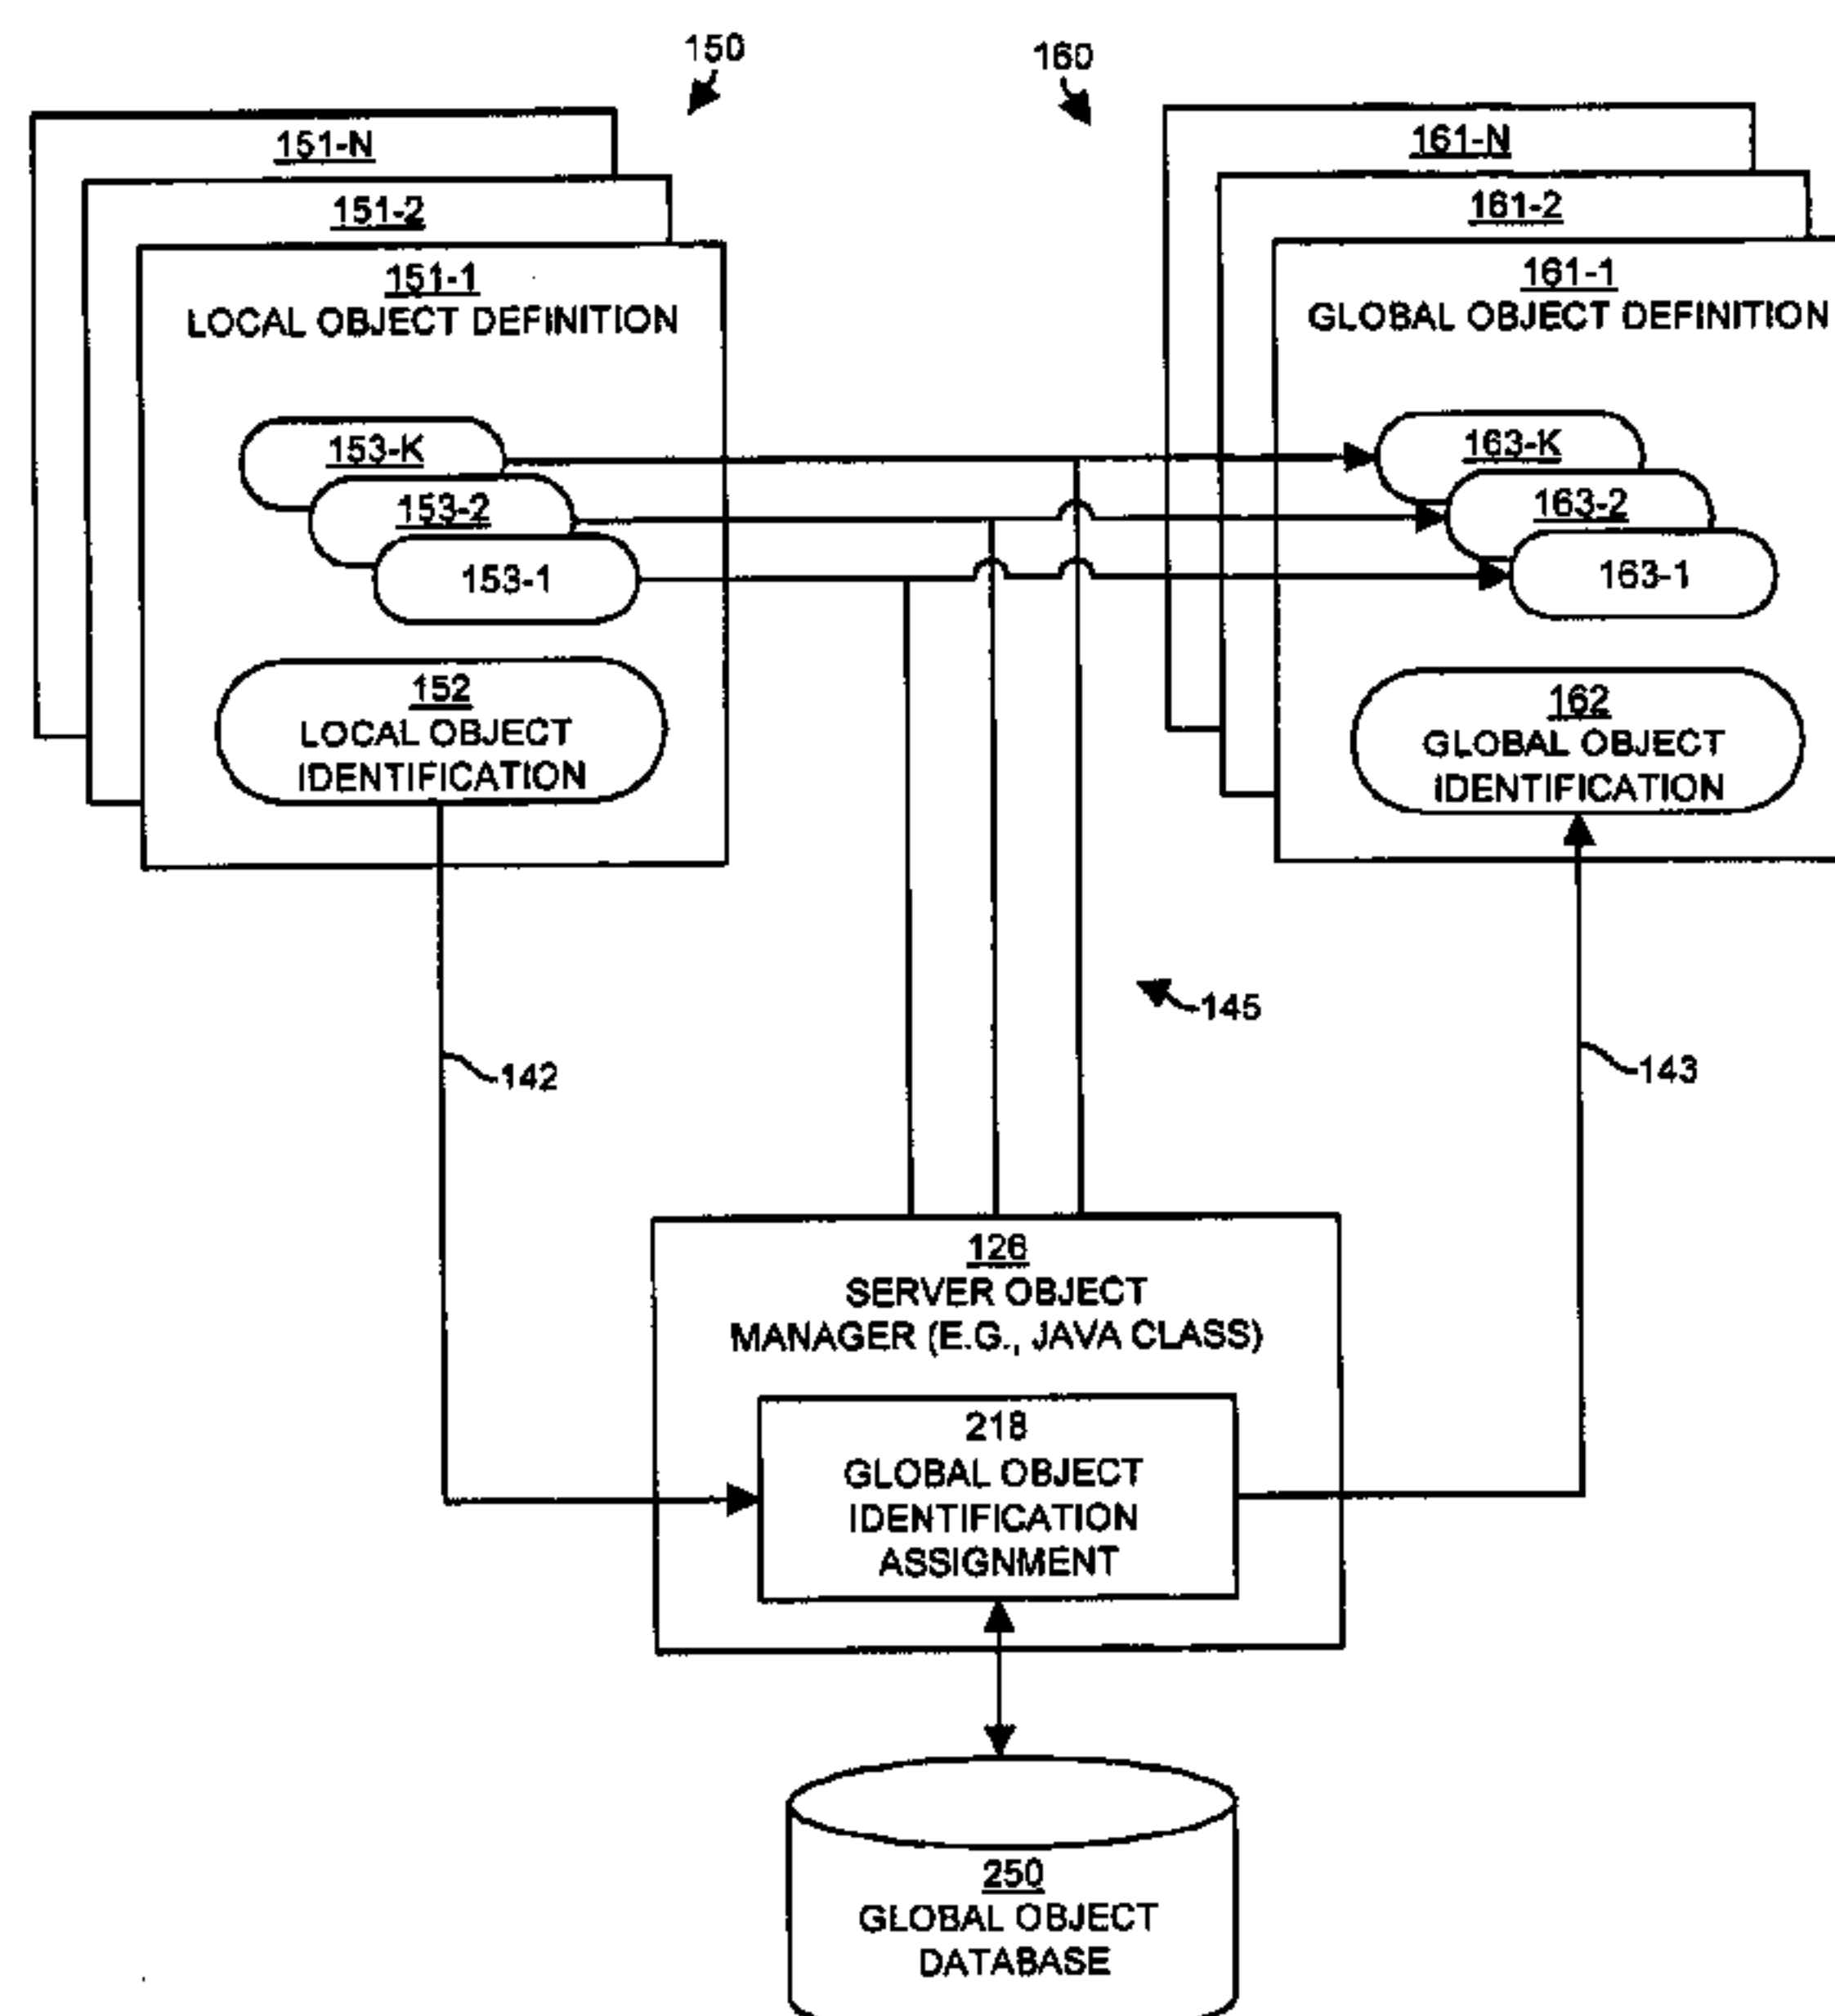 150
160
151-N
151-2
151-1
LOCAL OBJECT DEFINITION
153-K
153-2
153-1
152
LOCAL OBJECT
IDENTIFICATION
161-N
161-2
161-1
GLOBAL OBJECT DEFINITION
163-K
163-2
163-1
162
GLOBAL OBJECT
IDENTIFICATION
142
145
143
126
SERVER OBJECT
MANAGER (E.G., JAVA CLASS)
218
GLOBAL OBJECT
IDENTIFICATION
ASSIGNMENT
250
GLOBAL OBJECT
DATABASE